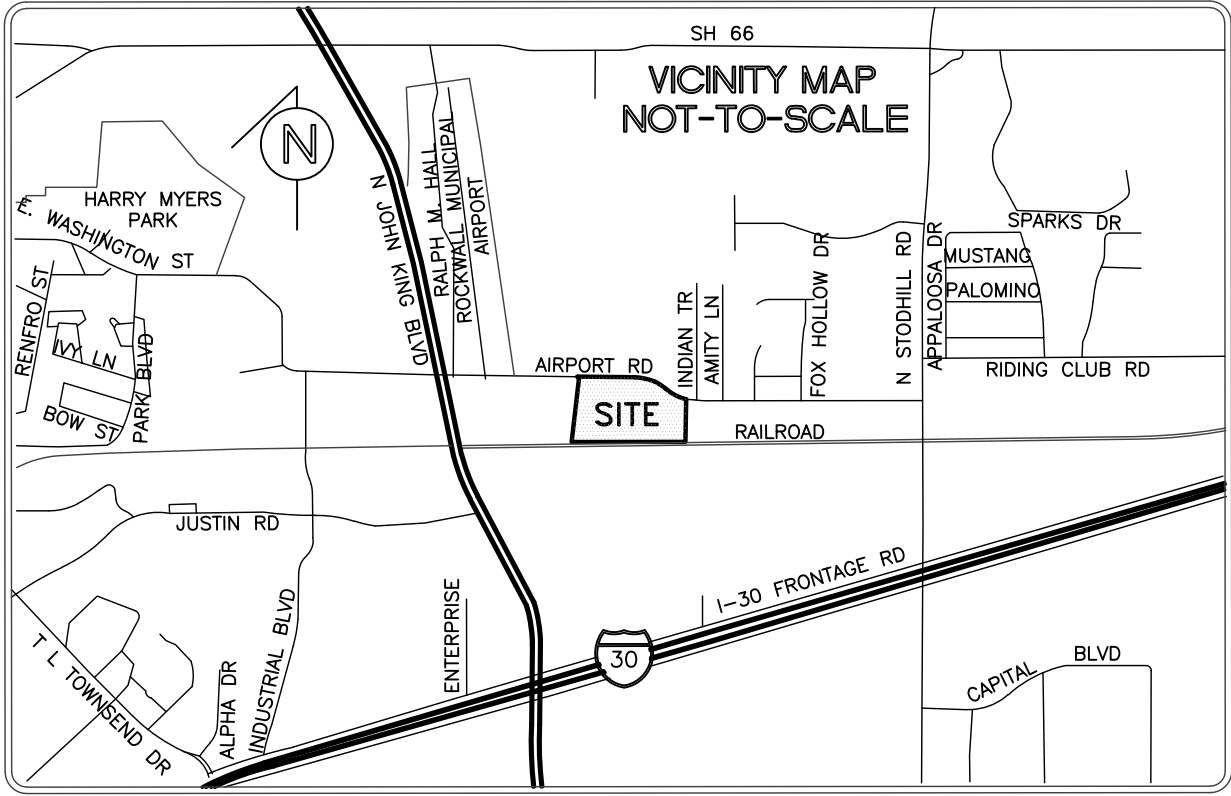 SH 66
VICINITY MAP
NOT-TO-SCALE
N
HARRY MYERS
PARK
E. WASHINGTON ST
N JOHN KING BLVD
RALPH M. HALL
ROCKWALL MUNICIPAL
AIRPORT
SPARKS DR
MUSTANG
PALOMINO
APPALOOSA DR
N STODHILL RD
FOX HOLLOW DR
INDIAN TR
AMITY LN
RENFRO ST
IVY LN
PARK BLVD
BOW ST
AIRPORT RD
RIDING CLUB RD
SITE
RAILROAD
JUSTIN RD
I-30 FRONTAGE RD
ENTERPRISE
INDUSTRIAL BLVD
30
T L TOWNSEND DR
ALPHA DR
CAPITAL BLVD